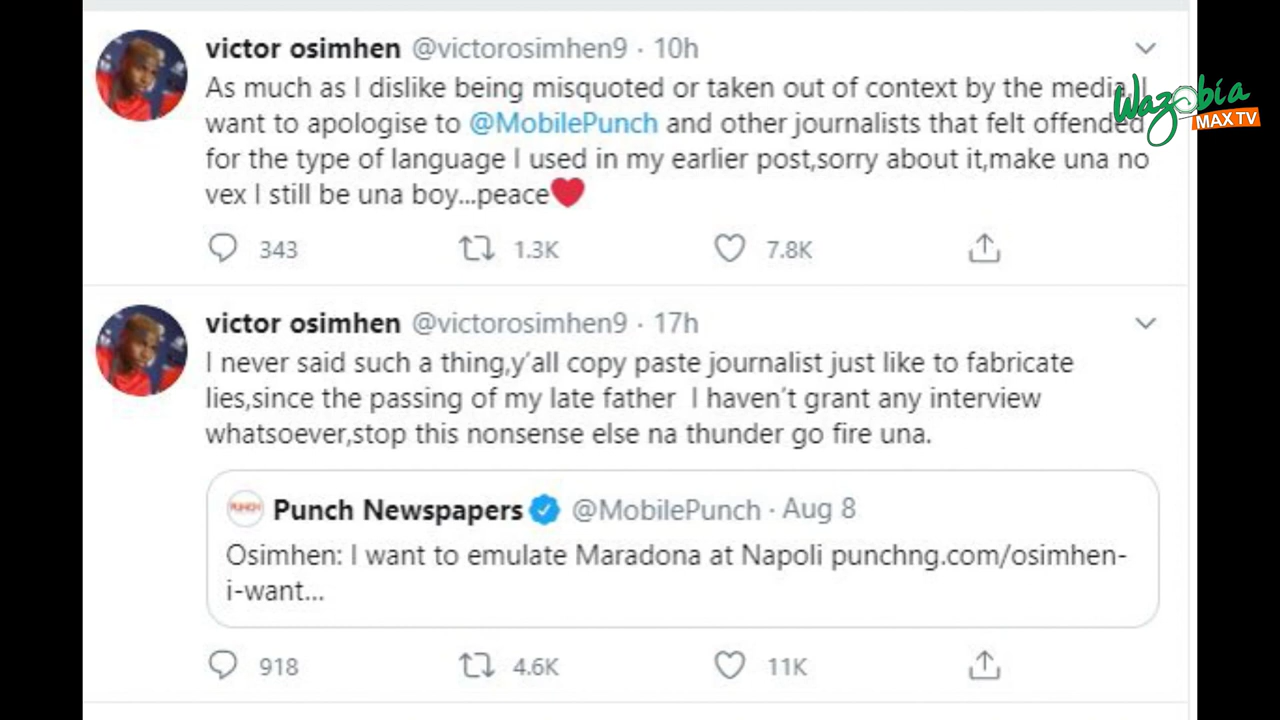 victor osimhen @victorosimhen9 · 10h
As much as I dislike being misquoted or taken out of context by the media,I
want to apologise to @MobilePunch and other journalists that felt offended
for the type of language I used in my earlier post,sorry about it,make una no
vex I still be una boy...peace❤️
343 1.3K 7.8K
Wazobia
MAX TV
victor osimhen @victorosimhen9 · 17h
I never said such a thing,y'all copy paste journalist just like to fabricate
lies,since the passing of my late father I haven't grant any interview
whatsoever,stop this nonsense else na thunder go fire una.
PUNCH
Punch Newspapers @MobilePunch · Aug 8
Osimhen: I want to emulate Maradona at Napoli punchng.com/osimhen-
i-want...
918 4.6K 11K